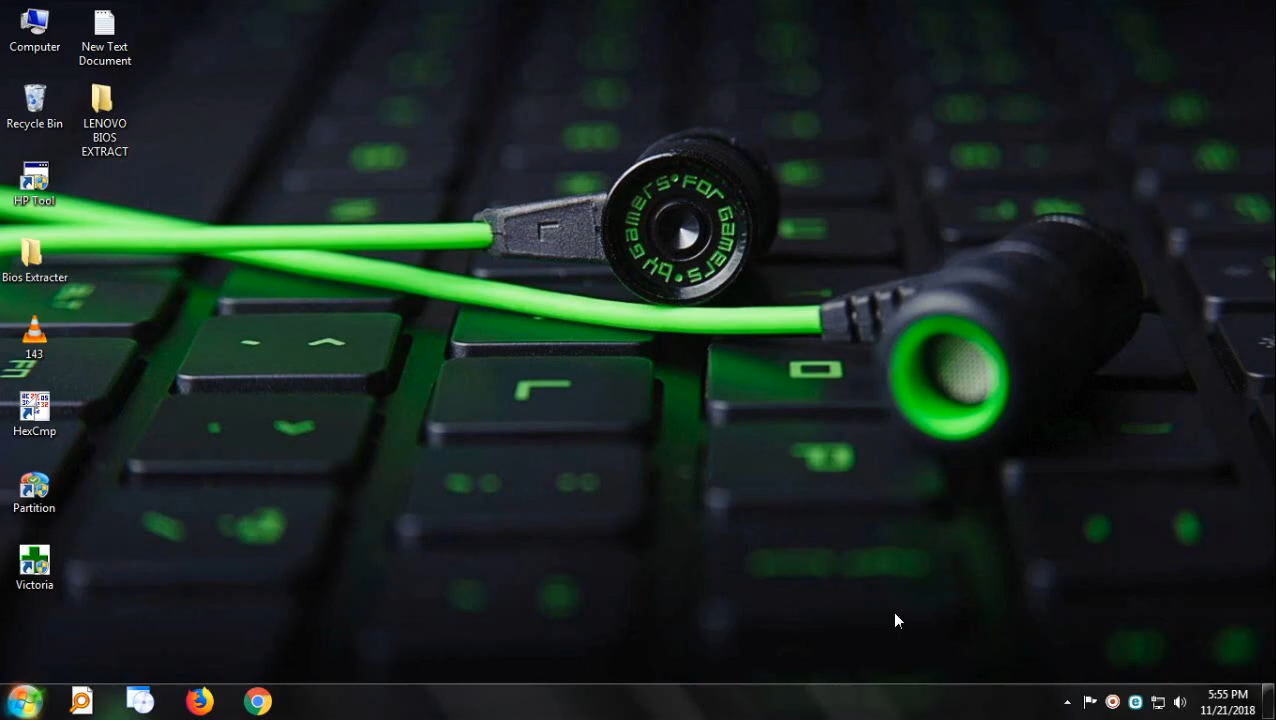 Computer
New Text
Document
Recycle Bin
LENOVO
BIOS
EXTRACT
HP Tool
Bios Extracter
143
HexCmp
Partition
Victoria
FOR Gamers • by Gamers •
Fn
L
5:55 PM
11/21/2018